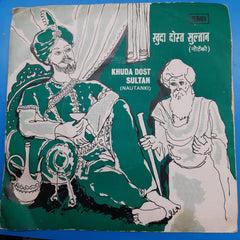 खुदा दोस्त सुल्तान
(नौटंकी)
KHUDA DOST
SULTAN
(NAUTANKI)